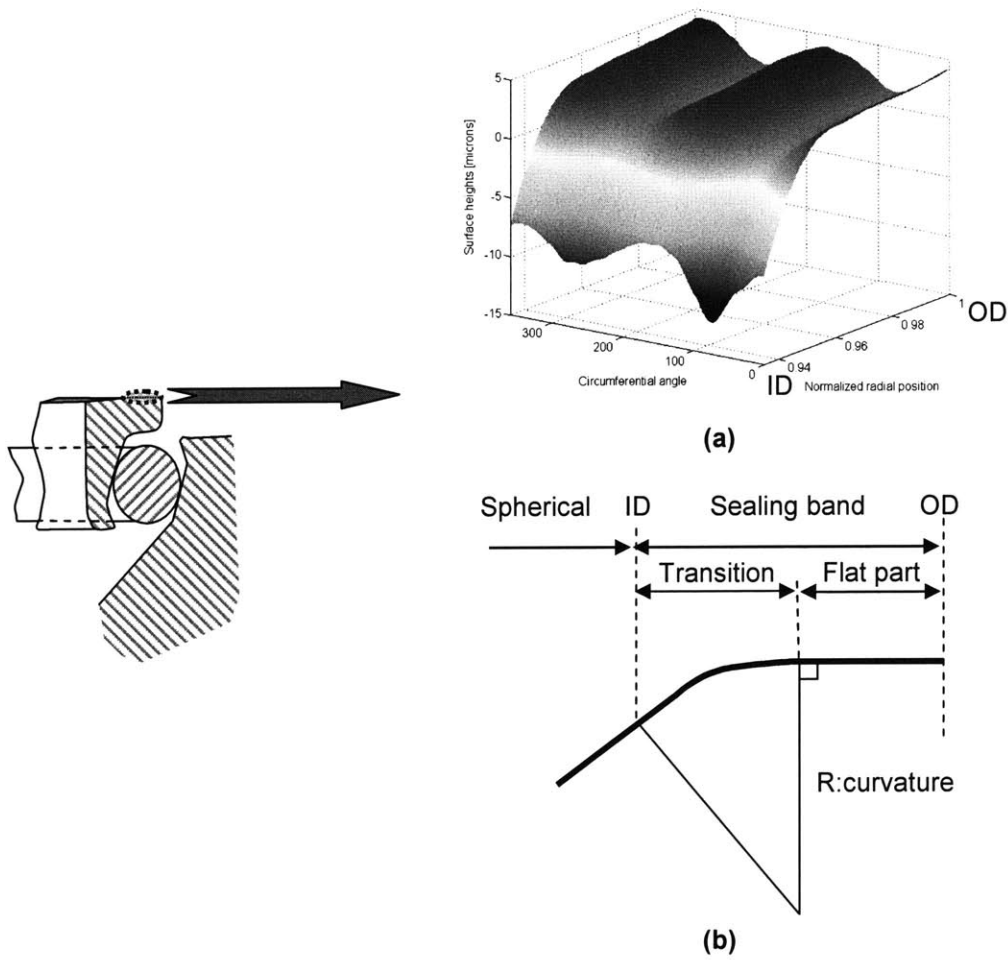 5
0
-5
-10
-15
Surface heights [microns]
300
200
100
0
Circumferential angle
ID
0.94
0.96
0.98
1
OD
Normalized radial position
(a)
Spherical ID Sealing band OD
Transition Flat part
R:curvature
(b)